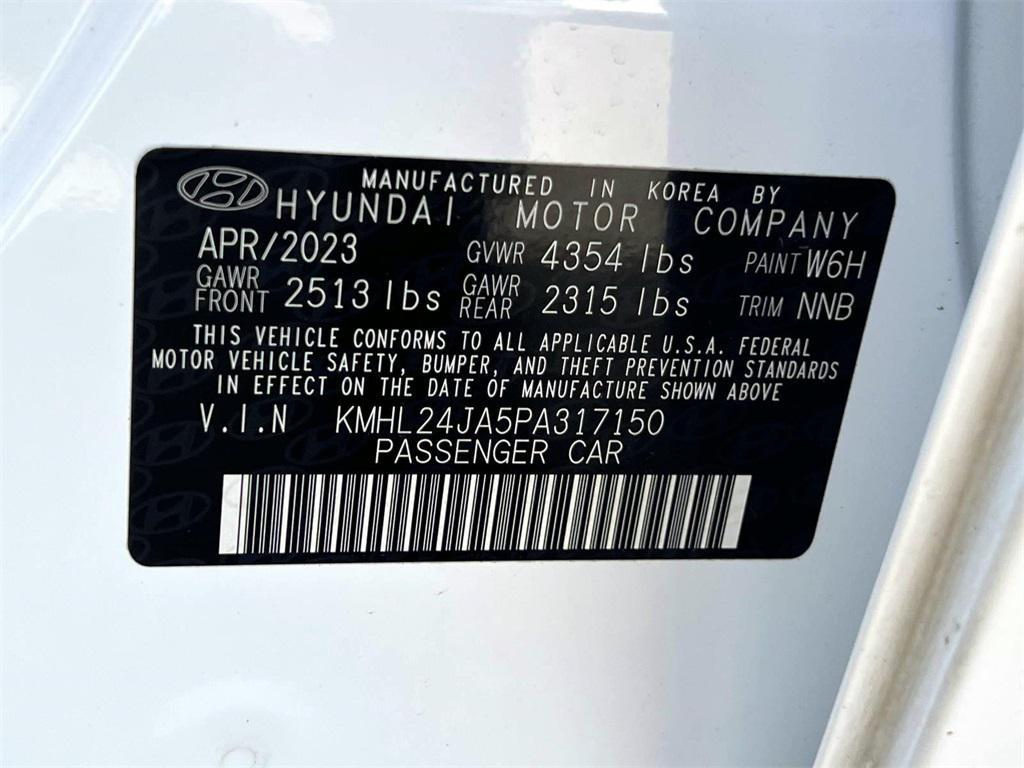 MANUFACTURED IN KOREA BY
HYUNDAI MOTOR COMPANY
APR/2023 GVWR 4354 lbs PAINT W6H
GAWR FRONT 2513 lbs GAWR REAR 2315 lbs TRIM NNB
THIS VEHICLE CONFORMS TO ALL APPLICABLE U.S.A. FEDERAL
MOTOR VEHICLE SAFETY, BUMPER, AND THEFT PREVENTION STANDARDS
IN EFFECT ON THE DATE OF MANUFACTURE SHOWN ABOVE
V.I.N KMHL24JA5PA317150
PASSENGER CAR